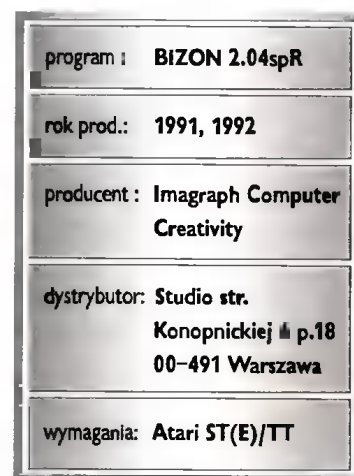 program : BIZON 2.04spR
rok prod.: 1991, 1992
producent : Imagraph Computer
Creativity
dystrybutor: Studio str.
Konopnickiej p.18
00-491 Warszawa
wymagania: Atari ST(E)/TT